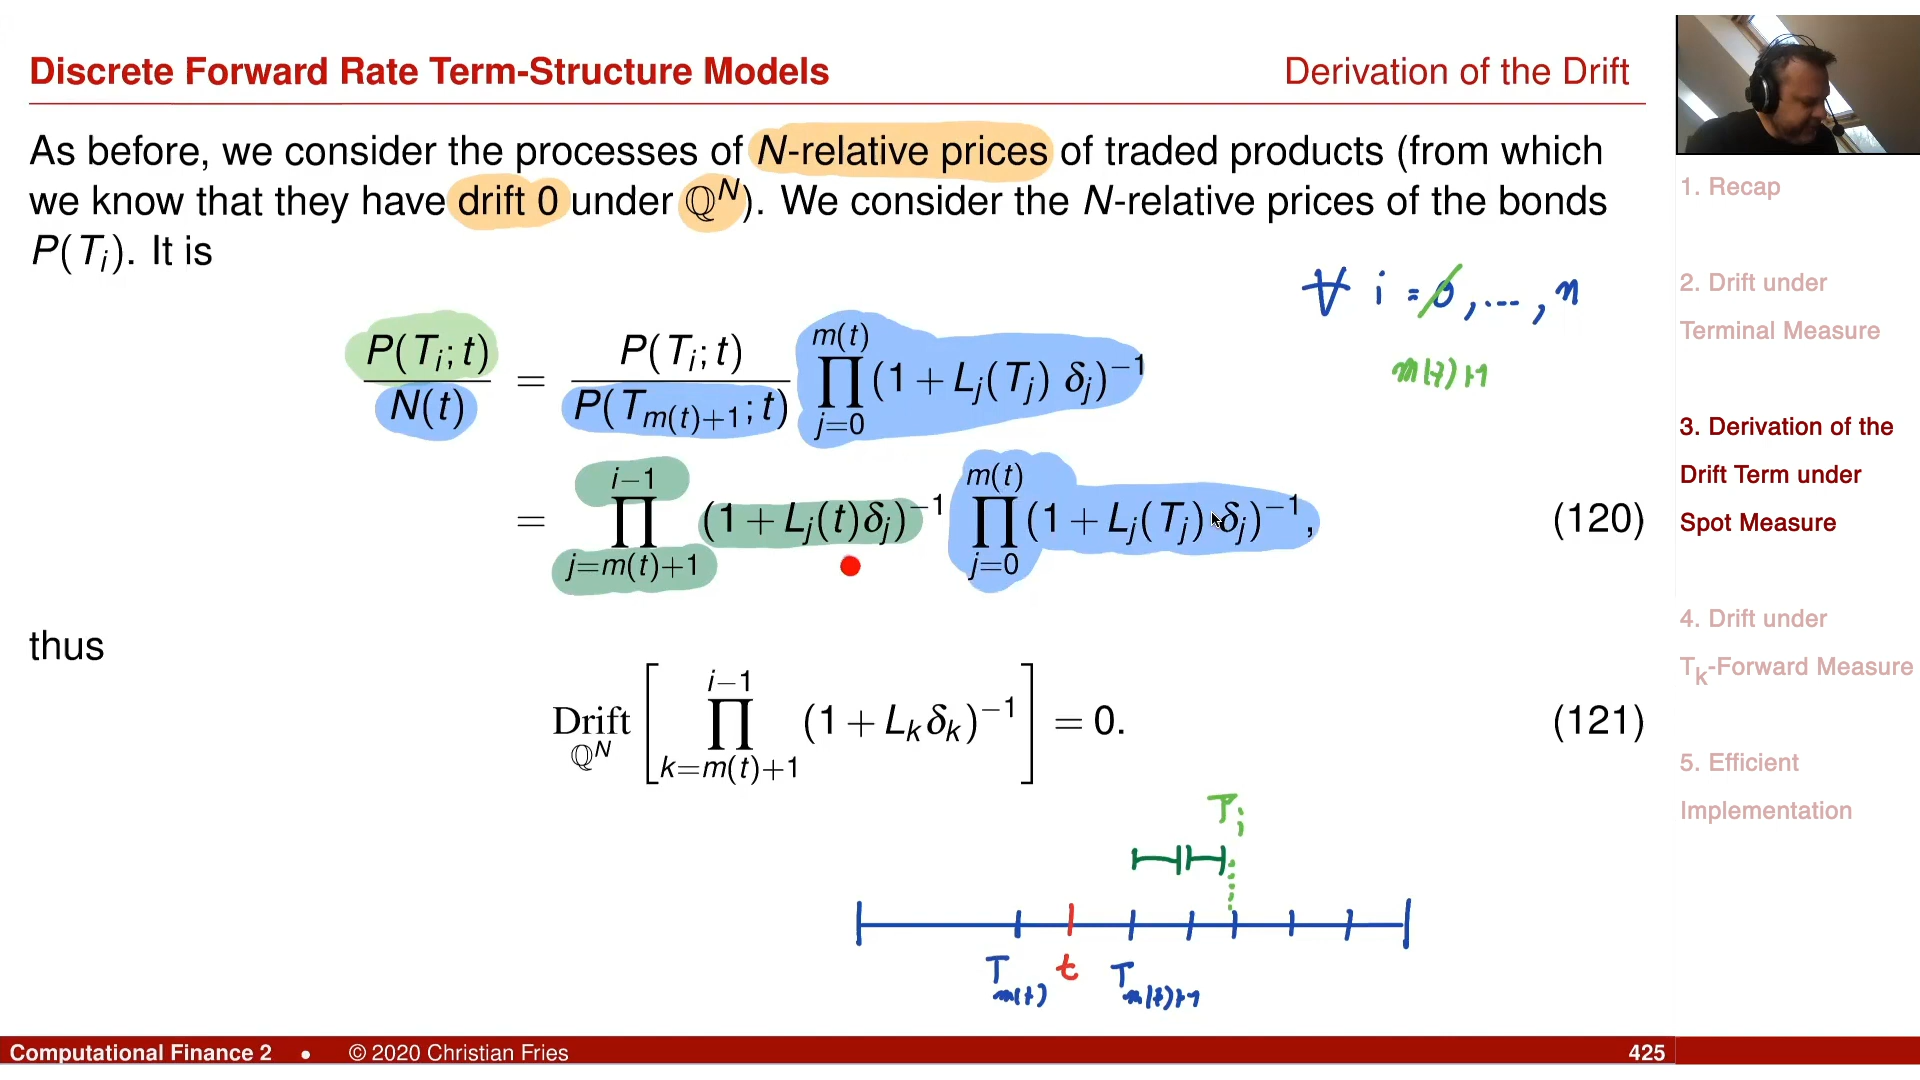 Discrete Forward Rate Term-Structure Models
Derivation of the Drift
As before, we consider the processes of N-relative prices of traded products (from which
we know that they have drift 0 under ℚ^N). We consider the N-relative prices of the bonds
P(T_i). It is
∀ i = 0, ..., n
m(t)+1
P(T_i; t) / N(t) = P(T_i; t) / P(T_{m(t)+1}; t) ∏_{j=0}^{m(t)} (1 + L_j(T_j) δ_j)^{-1}
= ∏_{j=m(t)+1}^{i−1} (1 + L_j(t)δ_j)^{-1} ∏_{j=0}^{m(t)} (1 + L_j(T_j) δ_j)^{-1}, (120)
thus
Drift_{ℚ^N} [ ∏_{k=m(t)+1}^{i−1} (1 + L_k δ_k)^{-1} ] = 0. (121)
T_i
T_{m(t)} t T_{m(t)+1}
1. Recap
2. Drift under
Terminal Measure
3. Derivation of the
Drift Term under
Spot Measure
4. Drift under
T_k-Forward Measure
5. Efficient
Implementation
Computational Finance 2 • © 2020 Christian Fries 425